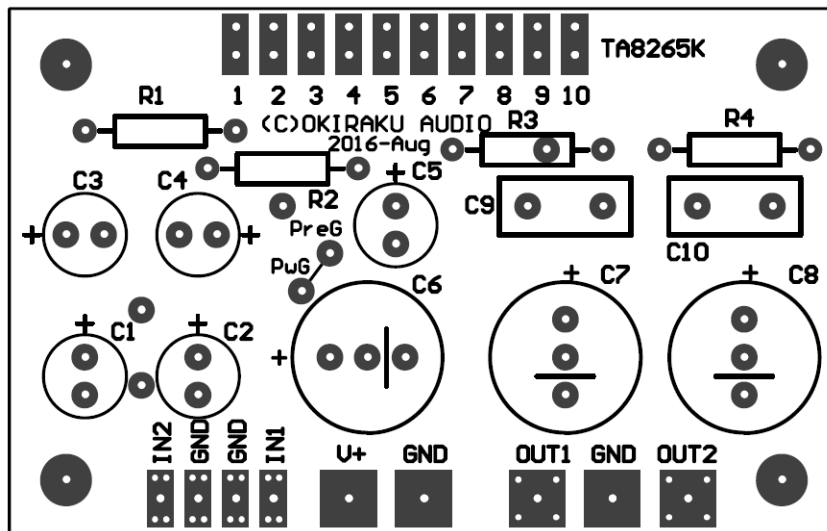 TA8265K
1 2 3 4 5 6 7 8 9 10
R1
(C)OKIRAKU AUDIO
2016-Aug
R3
R4
R2
C3
C4
C5
C9
C10
PreG
PwG
C6
C7
C8
C1
C2
+
+
+
+
+
+
+
+
IN2
GND
GND
IN1
V+
GND
OUT1
GND
OUT2